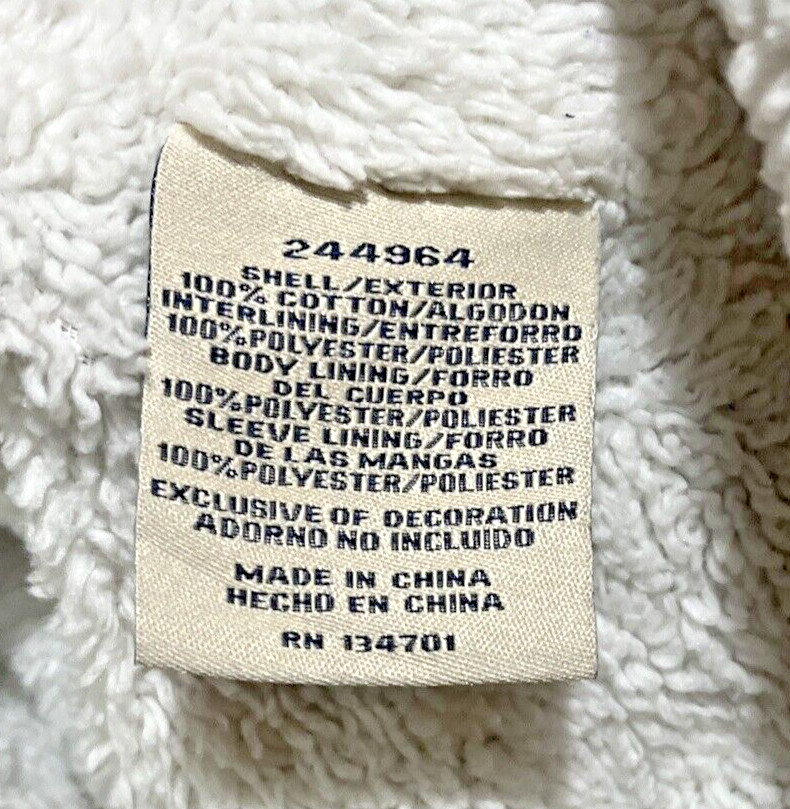 244964
SHELL/EXTERIOR
100% COTTON/ALGODON
INTERLINING/ENTREFORRO
100%POLYESTER/POLIESTER
BODY LINING/FORRO
DEL CUERPO
100%POLYESTER/POLIESTER
SLEEVE LINING/FORRO
DE LAS MANGAS
100%POLYESTER/POLIESTER
EXCLUSIVE OF DECORATION
ADORNO NO INCLUIDO
MADE IN CHINA
HECHO EN CHINA
RN 134701